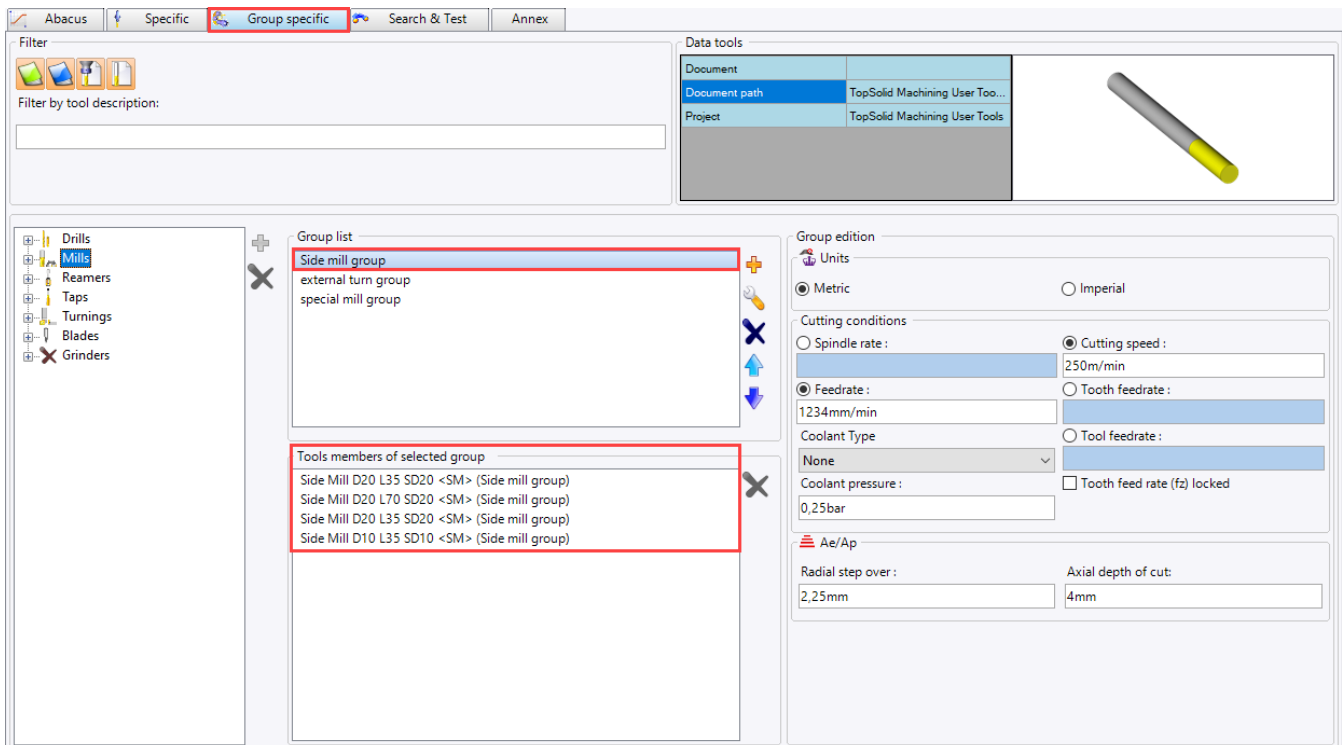 Abacus
Specific
Group specific
Search & Test
Annex
Filter
Filter by tool description:
Data tools
Document
Document path TopSolid Machining User Too...
Project TopSolid Machining User Tools
Drills
Mills
Reamers
Taps
Turnings
Blades
Grinders
Group list
Side mill group
external turn group
special mill group
Tools members of selected group
Side Mill D20 L35 SD20 <SM> (Side mill group)
Side Mill D20 L70 SD20 <SM> (Side mill group)
Side Mill D20 L35 SD20 <SM> (Side mill group)
Side Mill D10 L35 SD10 <SM> (Side mill group)
Group edition
Units
Metric
Imperial
Cutting conditions
Spindle rate :
Cutting speed :
250m/min
Feedrate :
Tooth feedrate :
1234mm/min
Coolant Type
Tool feedrate :
None
Coolant pressure :
Tooth feed rate (fz) locked
0,25bar
Ae/Ap
Radial step over :
Axial depth of cut:
2,25mm
4mm